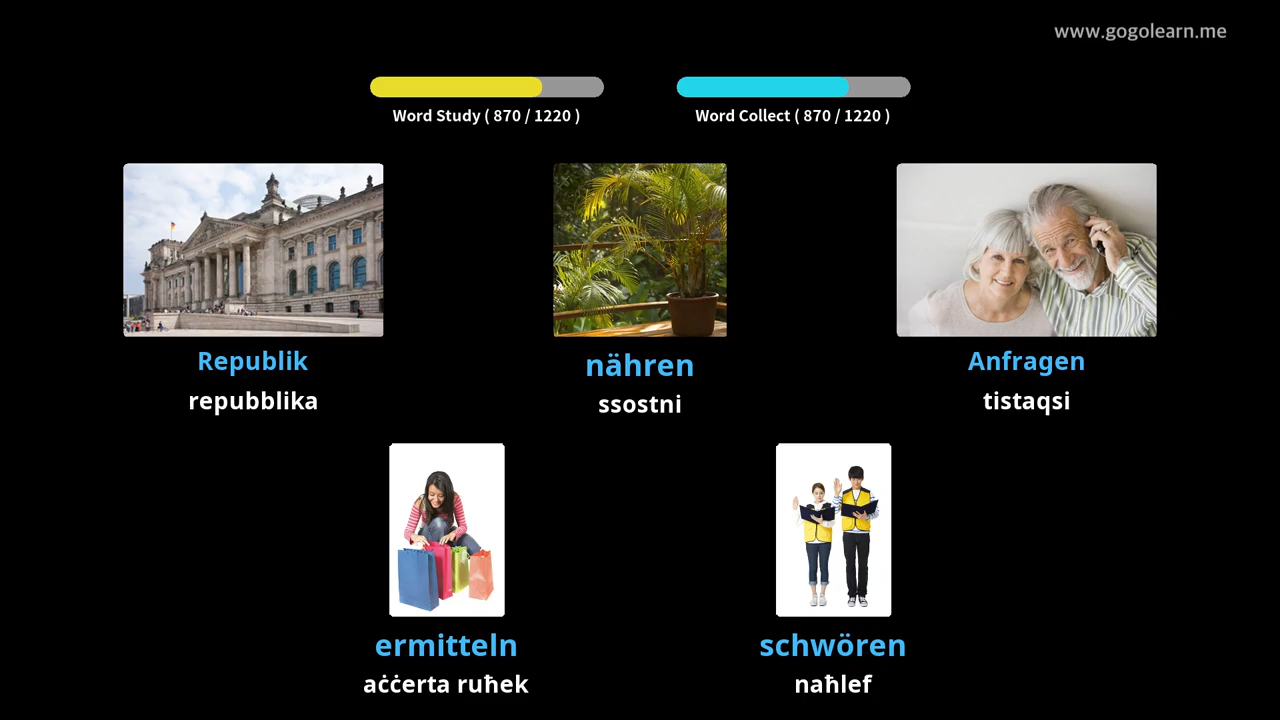 www.gogolearn.me
Word Study ( 870 / 1220 )
Word Collect ( 870 / 1220 )
Republik
nähren
Anfragen
repubblika
ssostni
tistaqsi
ermitteln
schwören
aċċerta ruħek
naħlef